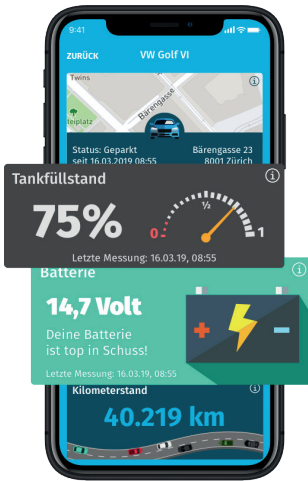 9:41
ZURÜCK VW Golf VI
Twins
Bärengasse
leiplatz
Status: Geparkt Bärengasse 23
seit 16.03.2019 08:55 8001 Zürich
Tankfüllstand
75%
½
0 1
Letzte Messung: 16.03.19, 08:55
Batterie
14,7 Volt
Deine Batterie
ist top in Schuss!
Letzte Messung: 16.03.19, 08:55
Kilometerstand
40.219 km